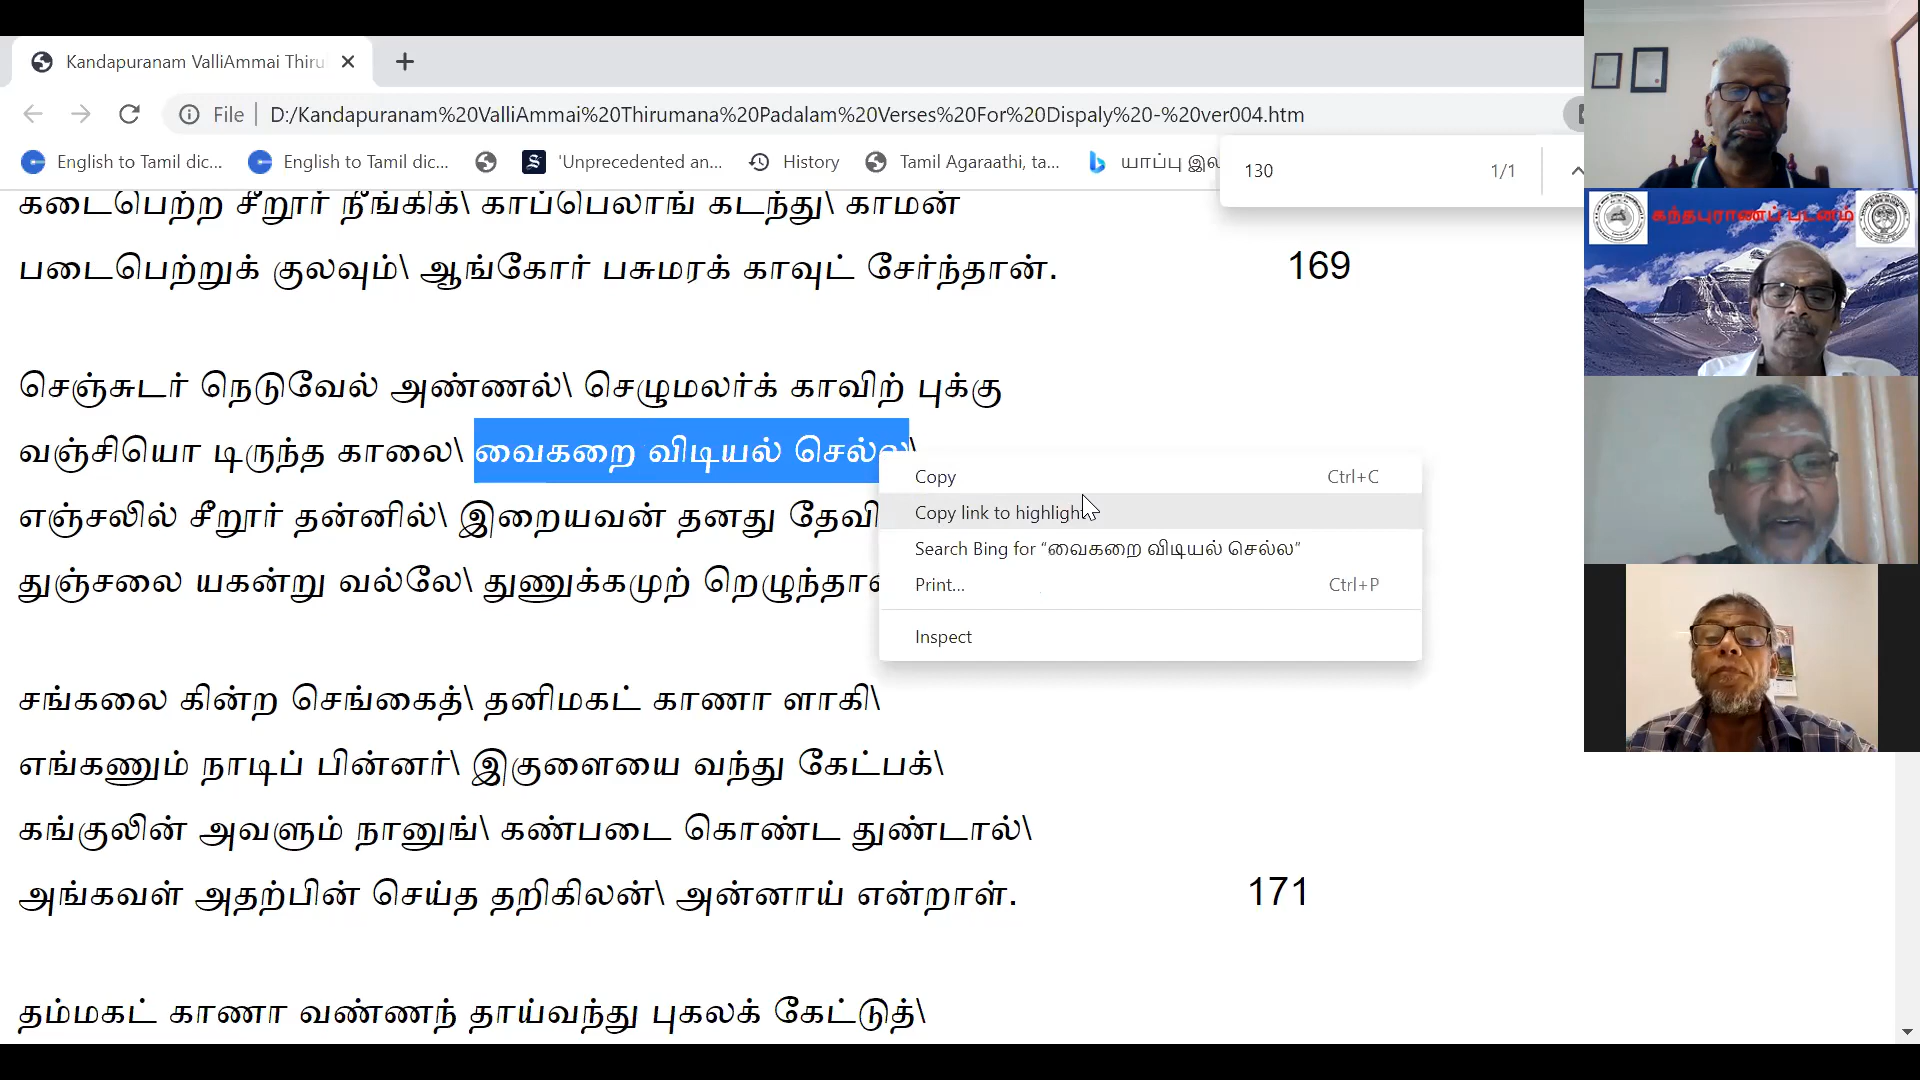 Kandapuranam ValliAmmai Thiru
File
D:/Kandapuranam%20ValliAmmai%20Thirumana%20Padalam%20Verses%20For%20Dispaly%20-%20ver004.htm
English to Tamil dic...
English to Tamil dic...
'Unprecedented an...
History
Tamil Agaraathi, ta...
யாப்பு இல
130 1/1
கடைபெற்ற சீறூர் நீங்கிக்\ காப்பெலாங் கடந்து\ காமன்
படைபெற்றுக் குலவும்\ ஆங்கோர் பசுமரக் காவுட் சேர்ந்தான். 169
செஞ்சுடர் நெடுவேல் அண்ணல்\ செழுமலர்க் காவிற் புக்கு
வஞ்சியொ டிருந்த காலை\ வைகறை விடியல் செல்ல\
எஞ்சலில் சீறூர் தன்னில்\ இறையவன் தனது தேவி
துஞ்சலை யகன்று வல்லே\ துணுக்கமுற் றெழுந்தாள்
Copy Ctrl+C
Copy link to highlight
Search Bing for “வைகறை விடியல் செல்ல”
Print... Ctrl+P
Inspect
சங்கலை கின்ற செங்கைத்\ தனிமகட் காணா ளாகி\
எங்கணும் நாடிப் பின்னர்\ இகுளையை வந்து கேட்பக்\
கங்குலின் அவளும் நானுங்\ கண்படை கொண்ட துண்டால்\
அங்கவள் அதற்பின் செய்த தறிகிலன்\ அன்னாய் என்றாள். 171
தம்மகட் காணா வண்ணந் தாய்வந்து புகலக் கேட்டுத்\
கந்தபுராணப் படனம்